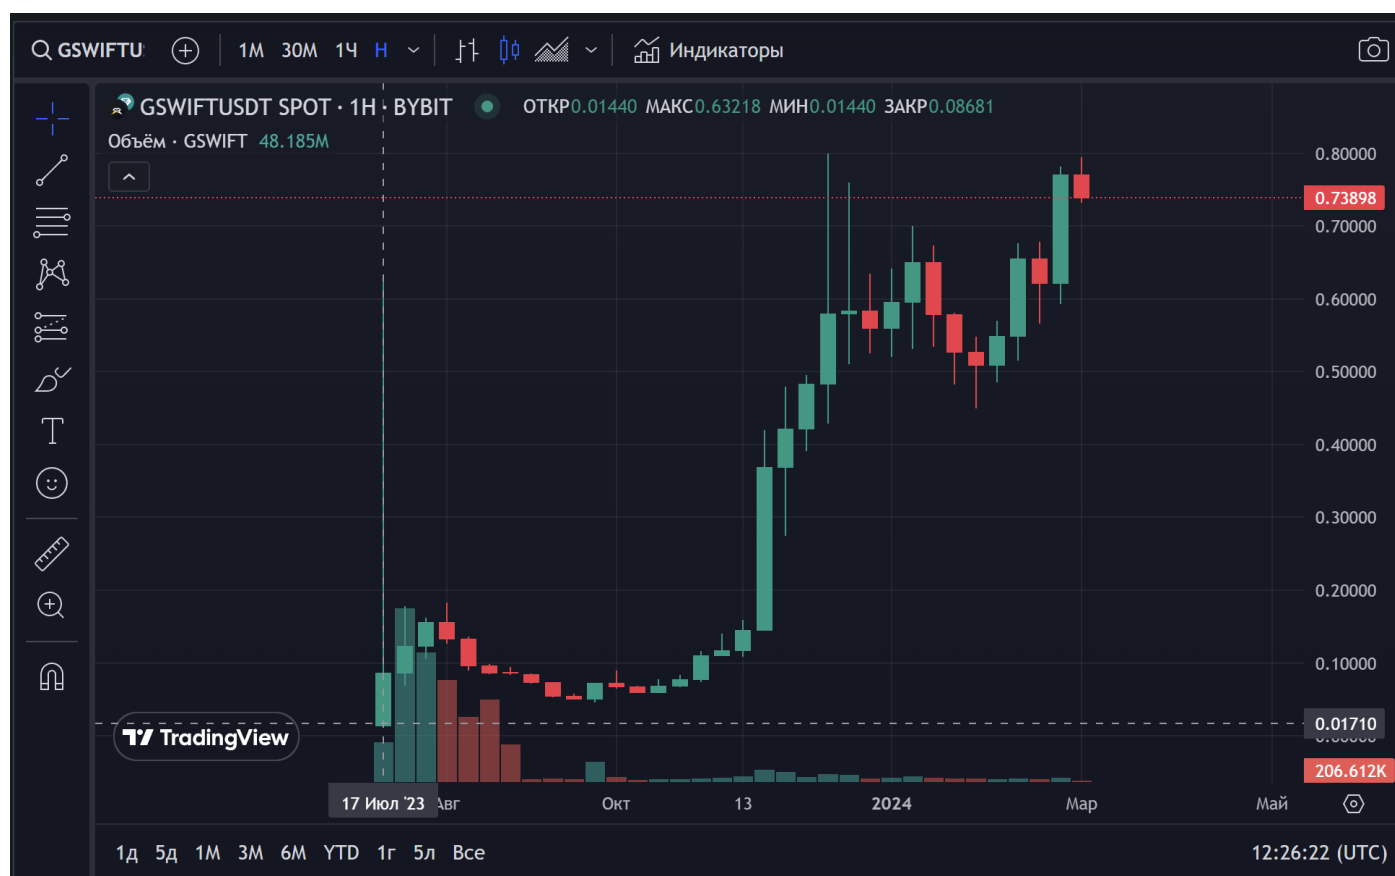 GSWIFTU 1М 30М 1Ч Н Индикаторы
GSWIFTUSDT SPOT · 1Н · BYBIT ОТКР0.01440 МАКС0.63218 МИН0.01440 ЗАКР0.08681
Объём · GSWIFT 48.185M
0.80000
0.73898
0.70000
0.60000
0.50000
0.40000
0.30000
0.20000
0.10000
0.01710
206.612K
TradingView
17 Июл '23 Авг Окт 13 2024 Мар Май
1д 5д 1М 3М 6М YTD 1г 5л Все 12:26:22 (UTC)